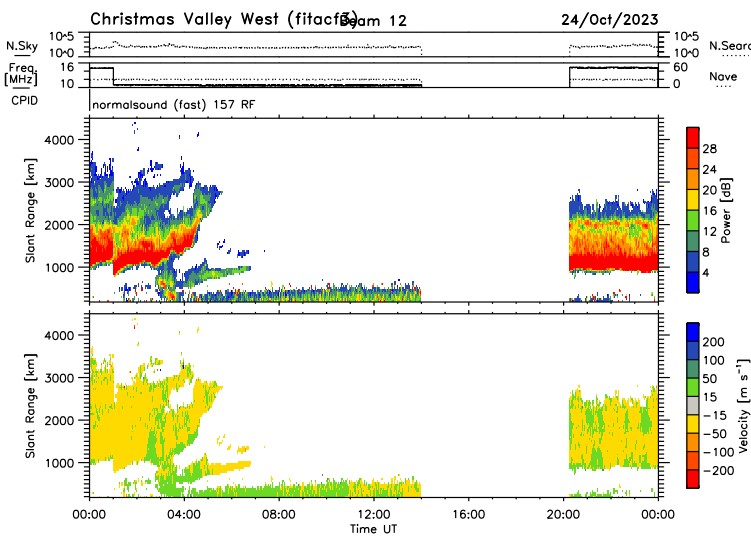 Christmas Valley West (fitacf3) Beam 12 24/Oct/2023
N.Sky 10^5 10^0 10^5 10^0 N.Searc
Freq. [MHz] 16 10 60 0 Nave
CPID normalsound (fast) 157 RF
Slant Range [km] 4000 3000 2000 1000
Power [dB] 28 24 20 16 12 8 4
Slant Range [km] 4000 3000 2000 1000
Velocity [m s⁻¹] 200 100 50 15 -15 -50 -100 -200
00:00 04:00 08:00 12:00 16:00 20:00 00:00
Time UT